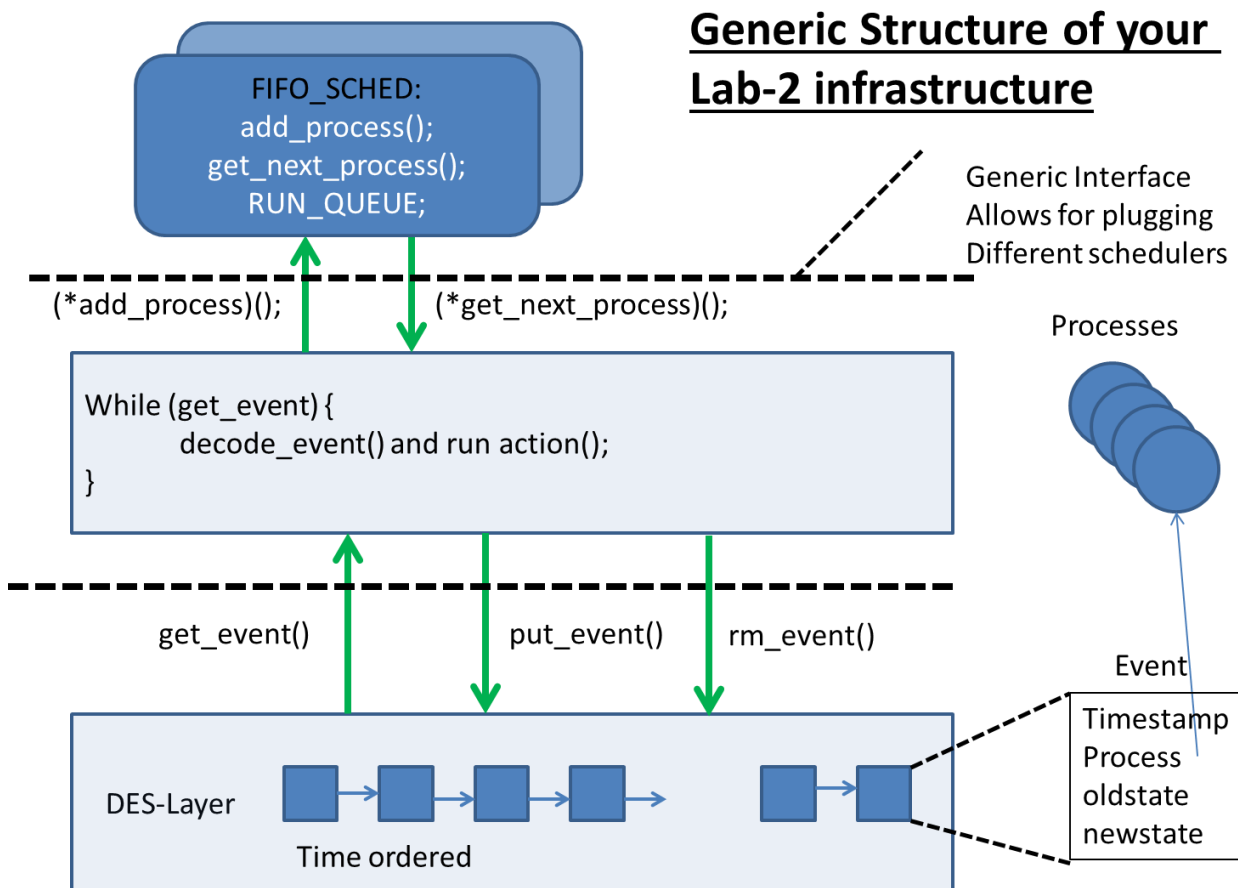 Generic Structure of your
Lab-2 infrastructure
FIFO_SCHED:
add_process();
get_next_process();
RUN_QUEUE;
Generic Interface
Allows for plugging
Different schedulers
(*add_process)();
(*get_next_process)();
Processes
While (get_event) {
decode_event() and run action();
}
get_event()
put_event()
rm_event()
Event
Timestamp
Process
oldstate
newstate
DES-Layer
Time ordered